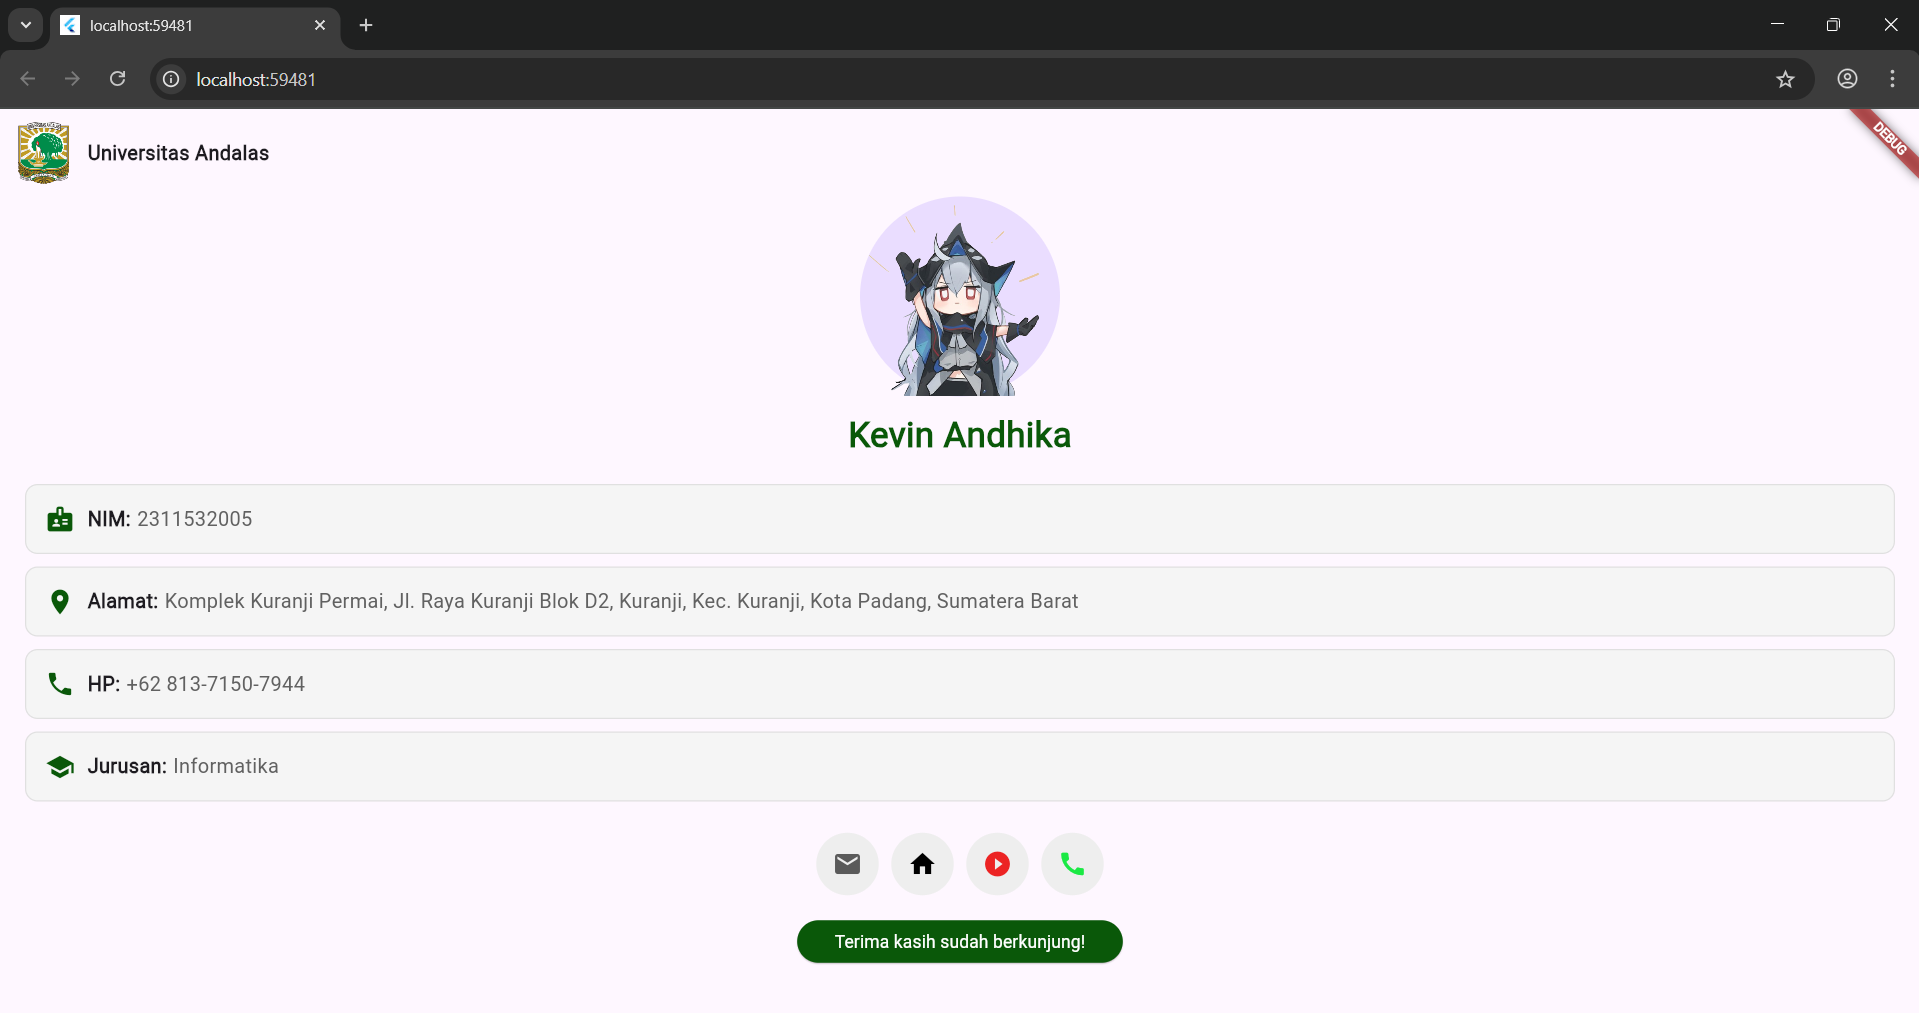 localhost:59481
localhost:59481
Universitas Andalas
DEBUG
Kevin Andhika
NIM: 2311532005
Alamat: Komplek Kuranji Permai, Jl. Raya Kuranji Blok D2, Kuranji, Kec. Kuranji, Kota Padang, Sumatera Barat
HP: +62 813-7150-7944
Jurusan: Informatika
Terima kasih sudah berkunjung!